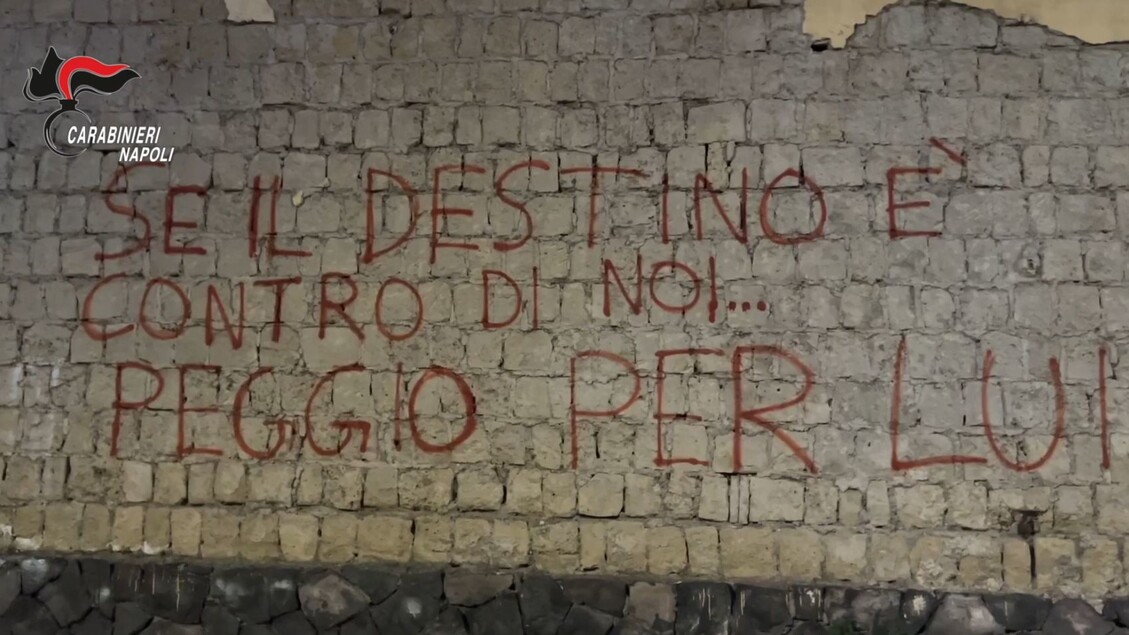 CARABINIERI
NAPOLI
SE IL DESTINO È
CONTRO DI NOI...
PEGGIO PER LUI